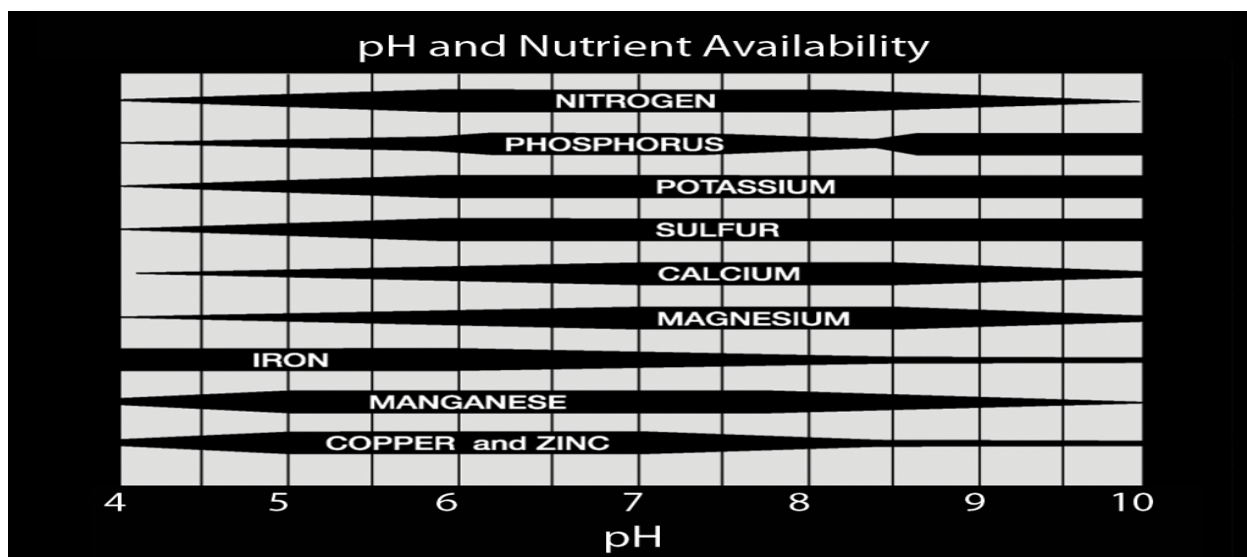 pH and Nutrient Availability
NITROGEN
PHOSPHORUS
POTASSIUM
SULFUR
CALCIUM
MAGNESIUM
IRON
MANGANESE
COPPER and ZINC
4 5 6 7 8 9 10
pH